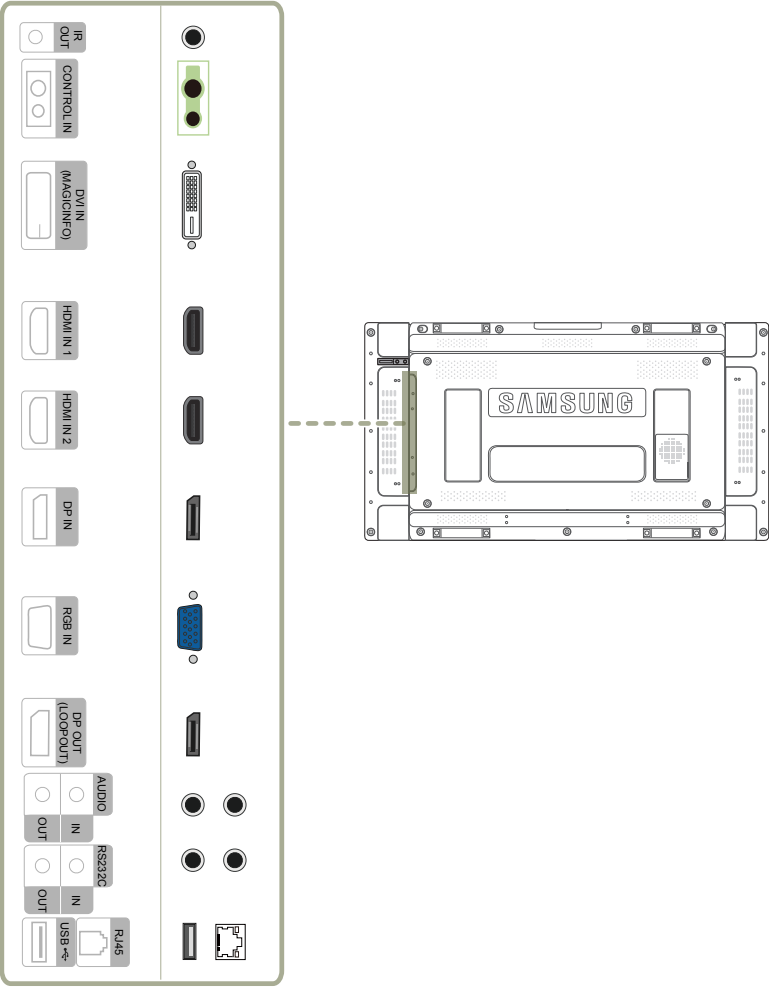 IR
OUT
CONTROL IN
DVI IN
(MAGICINFO)
HDMI IN 1
HDMI IN 2
DP IN
RGB IN
DP OUT
(LOOPOUT)
AUDIO
IN
OUT
RS232C
IN
OUT
RJ45
USB
SAMSUNG